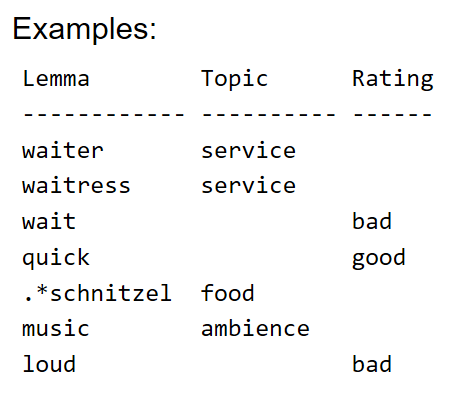 Examples:
Lemma        Topic      Rating
------------ ---------- ------
waiter       service
waitress     service
wait                    bad
quick                   good
.*schnitzel  food
music        ambience
loud                    bad